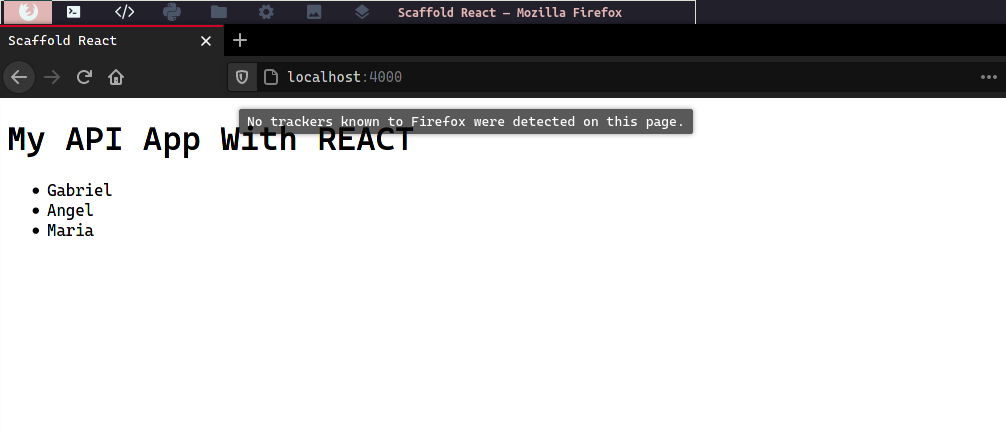 Scaffold React — Mozilla Firefox
Scaffold React
localhost:4000
No trackers known to Firefox were detected on this page.
My API App With REACT
• Gabriel
• Angel
• Maria